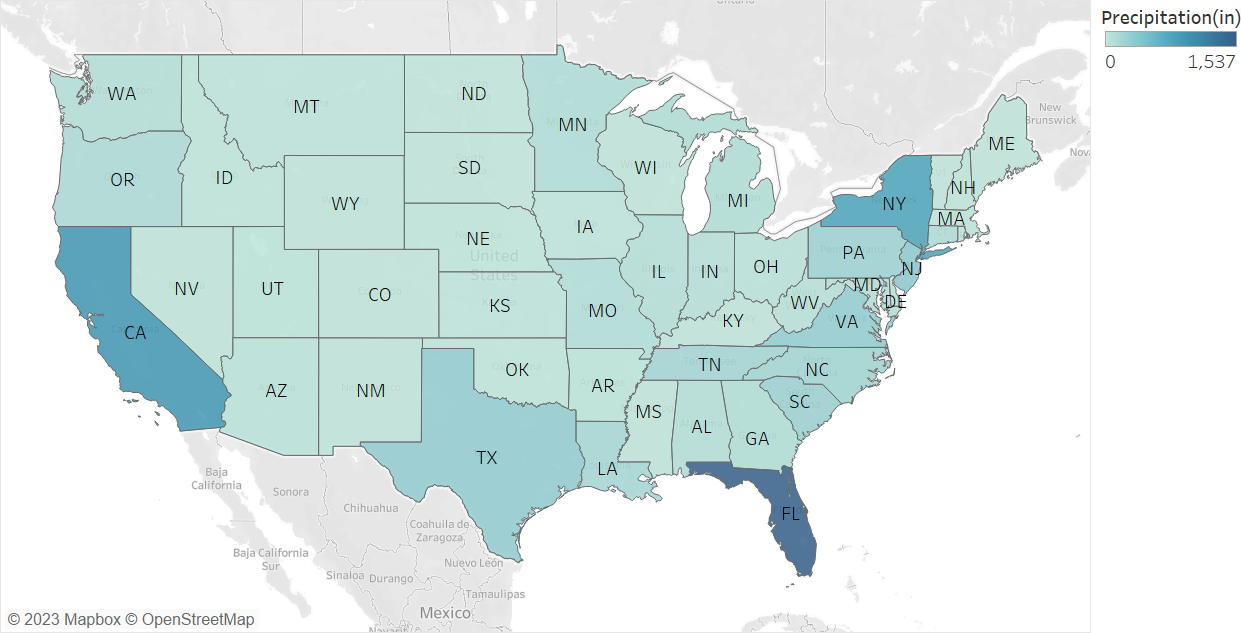 Precipitation(in)
0 1,537
Ontario
New
Brunswick
WA
MT
ND
MN
ME
OR
ID
SD
WI
MI
NH
WY
NY
MA
IA
NE
United
States
PA
NJ
NV
UT
CO
KS
IL
IN
OH
MD
DE
WV
VA
CA
MO
KY
OK
TN
NC
AZ
NM
AR
SC
MS
AL
GA
TX
LA
FL
Baja
California
Sonora
Chihuahua
Coahuila de
Zaragoza
Baja California
Sur
Nuevo León
Sinaloa
Durango
Tamaulipas
Mexico
© 2023 Mapbox © OpenStreetMap